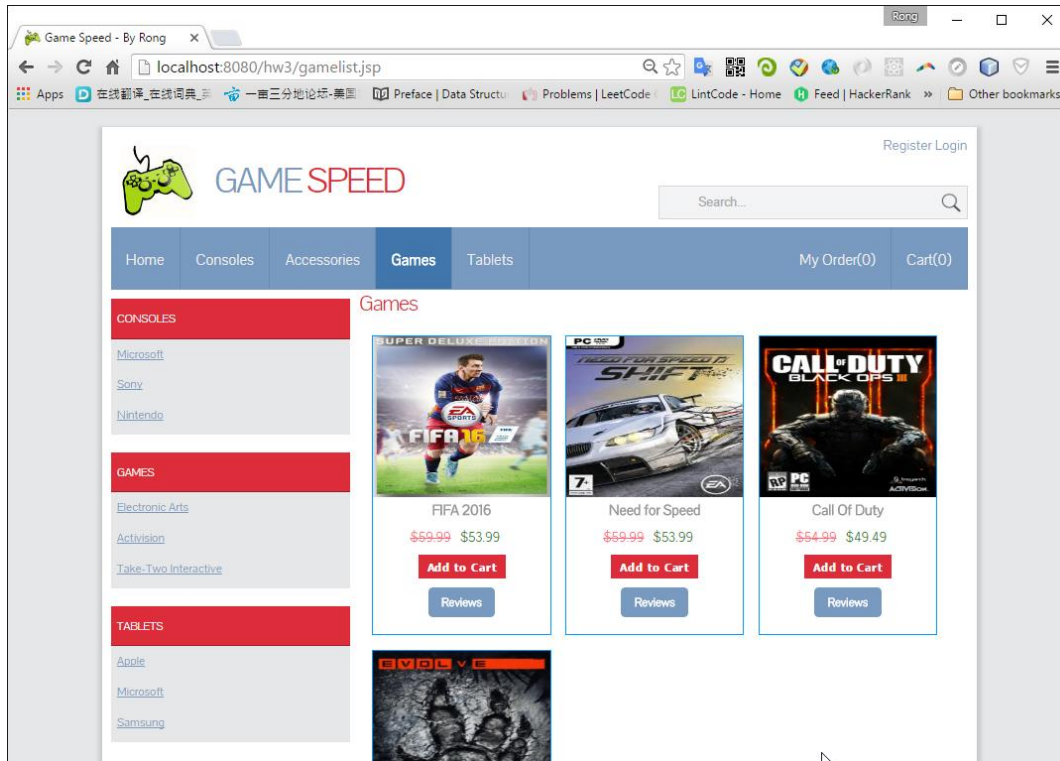 Rong
Game Speed - By Rong
localhost:8080/hw3/gamelist.jsp
Apps 在线翻译_在线词典_ 一亩三分地论坛-美国 Preface | Data Structu Problems | LeetCode LintCode - Home Feed | HackerRank » Other bookmarks
Register Login
GAME SPEED
Search...
Home Consoles Accessories Games Tablets My Order(0) Cart(0)
CONSOLES
Microsoft
Sony
Nintendo
GAMES
Electronic Arts
Activision
Take-Two Interactive
TABLETS
Apple
Microsoft
Samsung
Games
SUPER DELUXE EDITION
EA
SPORTS
FIFA 16
FIFA 2016
$59.99 $53.99
Add to Cart
Reviews
PC DVD
NEED FOR SPEED
SHIFT
7+
EA
Need for Speed
$59.99 $53.99
Add to Cart
Reviews
CALL OF DUTY
BLACK OPS III
RP PC
ACTIVISION
Call Of Duty
$54.99 $49.49
Add to Cart
Reviews
EVOLVE